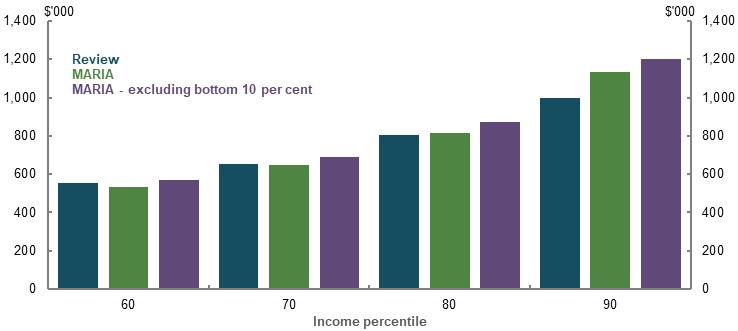 $'000 $'000
1,400 1,400
Review
MARIA
MARIA - excluding bottom 10 per cent
1,200 1,200
1,000 1,000
800 800
600 600
400 400
200 200
0 0
60 70 80 90
Income percentile